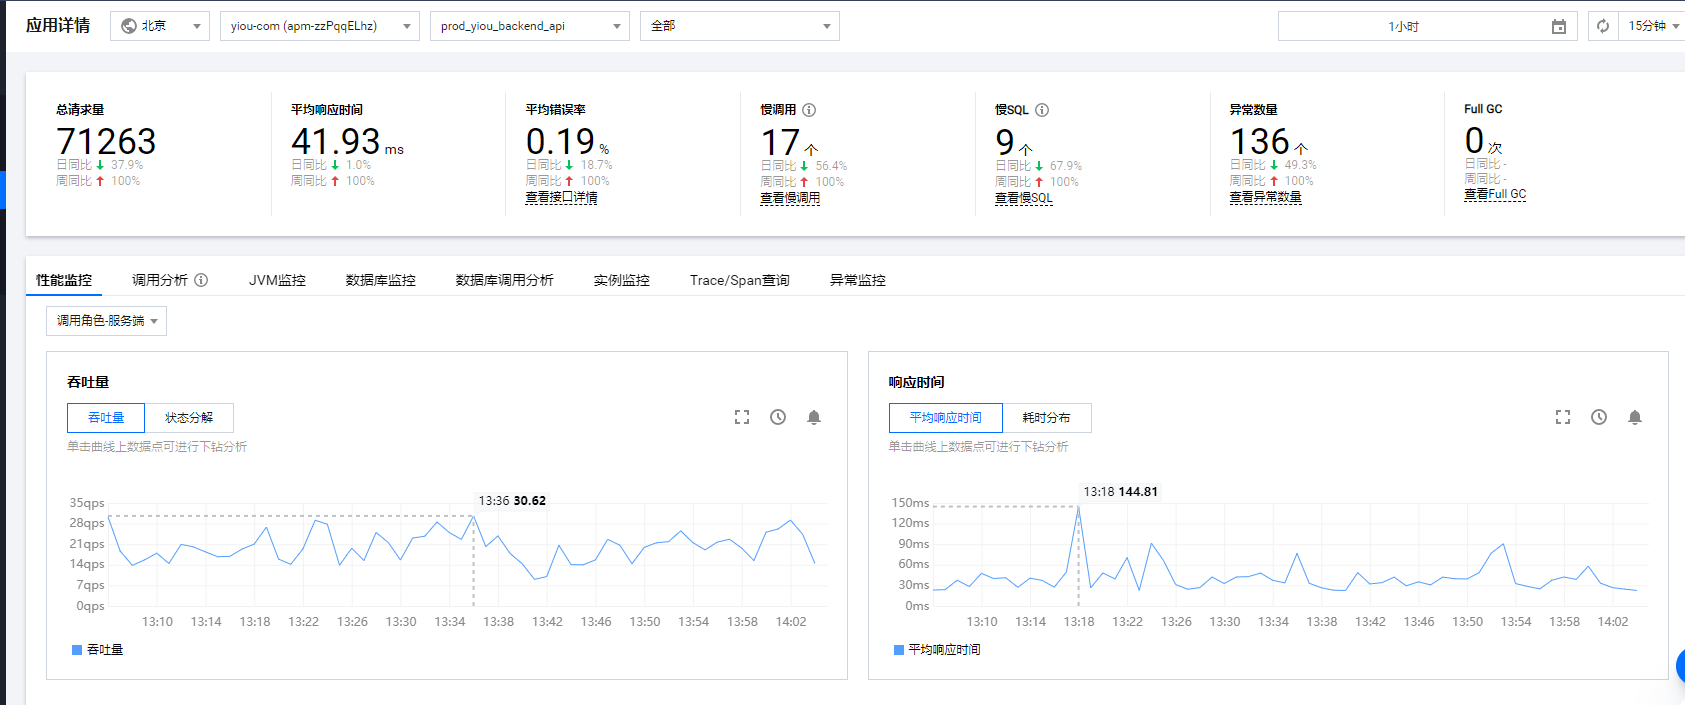 应用详情 北京 yiou-com (apm-zzPqqELhz) prod_yiou_backend_api 全部 1小时 15分钟
总请求量
71263
日同比 37.9%
周同比 100%
平均响应时间
41.93 ms
日同比 1.0%
周同比 100%
平均错误率
0.19 %
日同比 18.7%
周同比 100%
查看接口详情
慢调用
17 个
日同比 56.4%
周同比 100%
查看慢调用
慢SQL
9 个
日同比 67.9%
周同比 100%
查看慢SQL
异常数量
136 个
日同比 49.3%
周同比 100%
查看异常数量
Full GC
0 次
日同比 -
周同比 -
查看Full GC
性能监控 调用分析 JVM监控 数据库监控 数据库调用分析 实例监控 Trace/Span查询 异常监控
调用角色-服务端
吞吐量
吞吐量 状态分解
单击曲线上数据点可进行下钻分析
13:36 30.62
35qps
28qps
21qps
14qps
7qps
0qps
13:10 13:14 13:18 13:22 13:26 13:30 13:34 13:38 13:42 13:46 13:50 13:54 13:58 14:02
吞吐量
响应时间
平均响应时间 耗时分布
单击曲线上数据点可进行下钻分析
13:18 144.81
150ms
120ms
90ms
60ms
30ms
0ms
13:10 13:14 13:18 13:22 13:26 13:30 13:34 13:38 13:42 13:46 13:50 13:54 13:58 14:02
平均响应时间